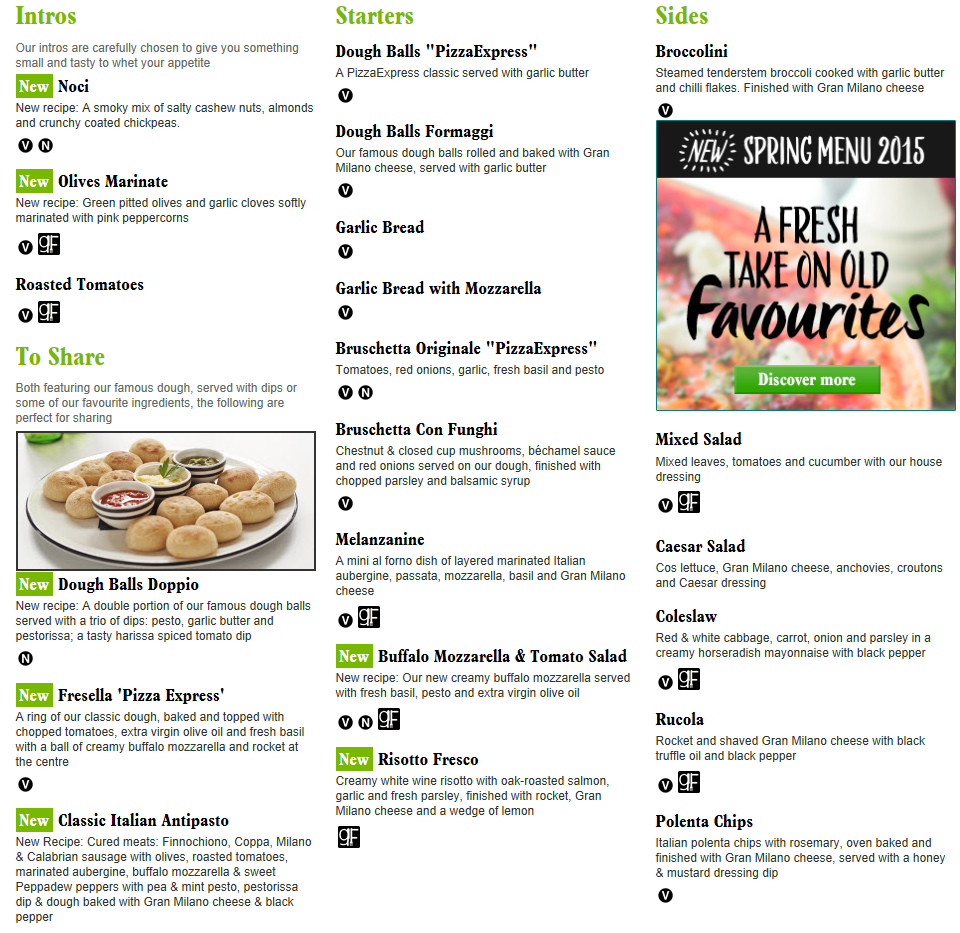 Intros
Our intros are carefully chosen to give you something
small and tasty to whet your appetite
New Noci
New recipe: A smoky mix of salty cashew nuts, almonds
and crunchy coated chickpeas.
V N
New Olives Marinate
New recipe: Green pitted olives and garlic cloves softly
marinated with pink peppercorns
V gF
Roasted Tomatoes
V gF
To Share
Both featuring our famous dough, served with dips or
some of our favourite ingredients, the following are
perfect for sharing
New Dough Balls Doppio
New recipe: A double portion of our famous dough balls
served with a trio of dips: pesto, garlic butter and
pestorissa; a tasty harissa spiced tomato dip
N
New Fresella 'Pizza Express'
A ring of our classic dough, baked and topped with
chopped tomatoes, extra virgin olive oil and fresh basil
with a ball of creamy buffalo mozzarella and rocket at
the centre
V
New Classic Italian Antipasto
New Recipe: Cured meats: Finnochiono, Coppa, Milano
& Calabrian sausage with olives, roasted tomatoes,
marinated aubergine, buffalo mozzarella & sweet
Peppadew peppers with pea & mint pesto, pestorissa
dip & dough baked with Gran Milano cheese & black
pepper
Starters
Dough Balls "PizzaExpress"
A PizzaExpress classic served with garlic butter
V
Dough Balls Formaggi
Our famous dough balls rolled and baked with Gran
Milano cheese, served with garlic butter
V
Garlic Bread
V
Garlic Bread with Mozzarella
V
Bruschetta Originale "PizzaExpress"
Tomatoes, red onions, garlic, fresh basil and pesto
V N
Bruschetta Con Funghi
Chestnut & closed cup mushrooms, béchamel sauce
and red onions served on our dough, finished with
chopped parsley and balsamic syrup
V
Melanzanine
A mini al forno dish of layered marinated Italian
aubergine, passata, mozzarella, basil and Gran Milano
cheese
V gF
New Buffalo Mozzarella & Tomato Salad
New recipe: Our new creamy buffalo mozzarella served
with fresh basil, pesto and extra virgin olive oil
V N gF
New Risotto Fresco
Creamy white wine risotto with oak-roasted salmon,
garlic and fresh parsley, finished with rocket, Gran
Milano cheese and a wedge of lemon
gF
Sides
Broccolini
Steamed tenderstem broccoli cooked with garlic butter
and chilli flakes. Finished with Gran Milano cheese
V
NEW SPRING MENU 2015
A FRESH
TAKE ON OLD
Favourites
Discover more
Mixed Salad
Mixed leaves, tomatoes and cucumber with our house
dressing
V gF
Caesar Salad
Cos lettuce, Gran Milano cheese, anchovies, croutons
and Caesar dressing
Coleslaw
Red & white cabbage, carrot, onion and parsley in a
creamy horseradish mayonnaise with black pepper
V gF
Rucola
Rocket and shaved Gran Milano cheese with black
truffle oil and black pepper
V gF
Polenta Chips
Italian polenta chips with rosemary, oven baked and
finished with Gran Milano cheese, served with a honey
& mustard dressing dip
V